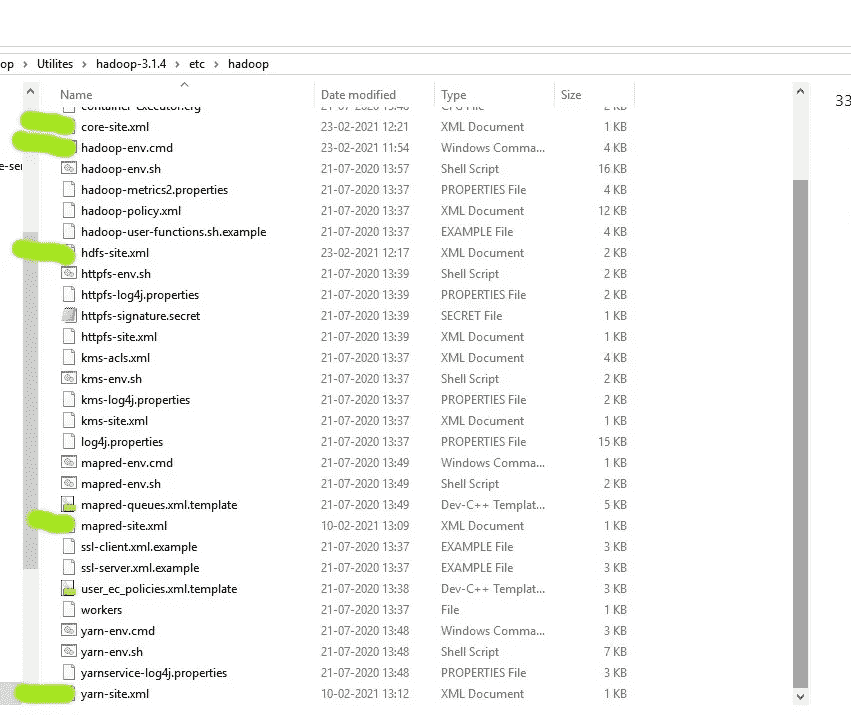 op > Utilites > hadoop-3.1.4 > etc > hadoop
Name Date modified Type Size
33
container-executor.cfg 21-07-2020 13:48 CFG File 2 KB
core-site.xml 23-02-2021 12:21 XML Document 1 KB
hadoop-env.cmd 23-02-2021 11:54 Windows Comma... 4 KB
e-ser
hadoop-env.sh 21-07-2020 13:57 Shell Script 16 KB
hadoop-metrics2.properties 21-07-2020 13:37 PROPERTIES File 4 KB
hadoop-policy.xml 21-07-2020 13:37 XML Document 12 KB
hadoop-user-functions.sh.example 21-07-2020 13:37 EXAMPLE File 4 KB
hdfs-site.xml 23-02-2021 12:17 XML Document 2 KB
httpfs-env.sh 21-07-2020 13:39 Shell Script 2 KB
httpfs-log4j.properties 21-07-2020 13:39 PROPERTIES File 2 KB
httpfs-signature.secret 21-07-2020 13:39 SECRET File 1 KB
httpfs-site.xml 21-07-2020 13:39 XML Document 1 KB
kms-acls.xml 21-07-2020 13:37 XML Document 4 KB
kms-env.sh 21-07-2020 13:37 Shell Script 2 KB
kms-log4j.properties 21-07-2020 13:37 PROPERTIES File 2 KB
kms-site.xml 21-07-2020 13:37 XML Document 1 KB
log4j.properties 21-07-2020 13:37 PROPERTIES File 15 KB
mapred-env.cmd 21-07-2020 13:49 Windows Comma... 1 KB
mapred-env.sh 21-07-2020 13:49 Shell Script 2 KB
mapred-queues.xml.template 21-07-2020 13:49 Dev-C++ Templat... 5 KB
mapred-site.xml 10-02-2021 13:09 XML Document 1 KB
ssl-client.xml.example 21-07-2020 13:37 EXAMPLE File 3 KB
ssl-server.xml.example 21-07-2020 13:37 EXAMPLE File 3 KB
user_ec_policies.xml.template 21-07-2020 13:38 Dev-C++ Templat... 3 KB
workers 21-07-2020 13:37 File 1 KB
yarn-env.cmd 21-07-2020 13:48 Windows Comma... 3 KB
yarn-env.sh 21-07-2020 13:48 Shell Script 7 KB
yarnservice-log4j.properties 21-07-2020 13:48 PROPERTIES File 3 KB
yarn-site.xml 10-02-2021 13:12 XML Document 1 KB